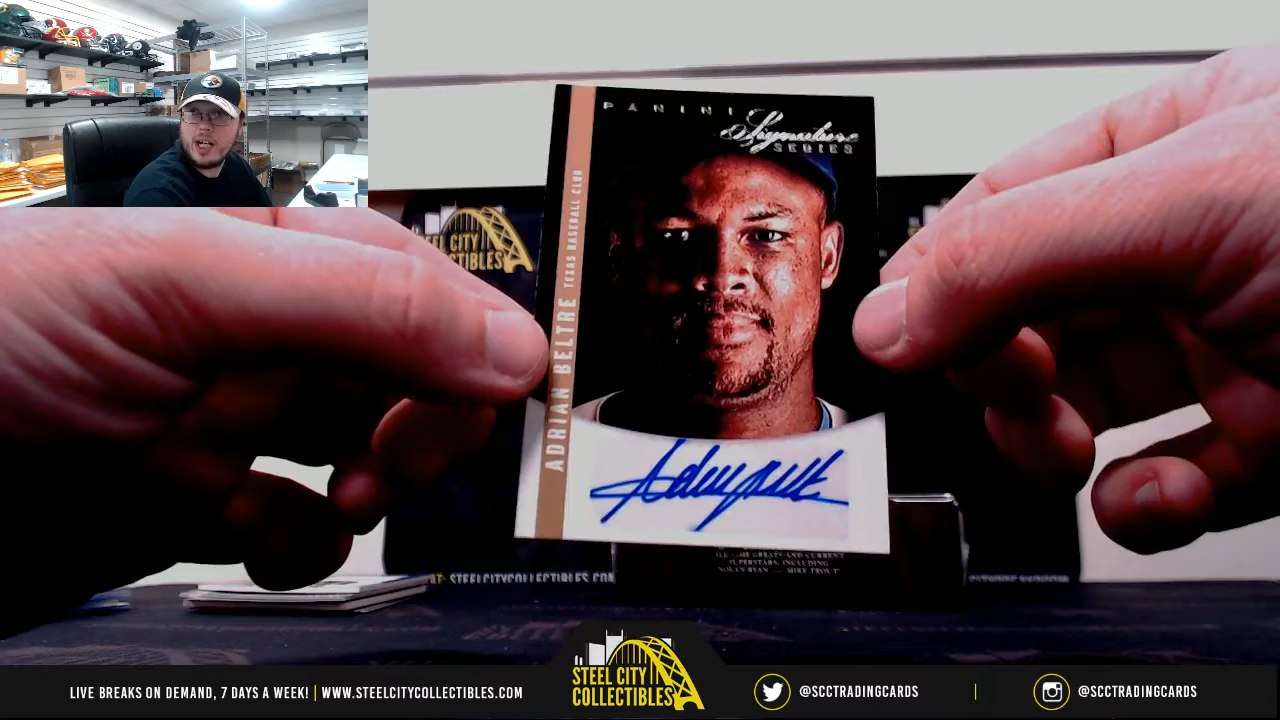 PANINI
Signature
SERIES
ADRIAN BELTRE TEXAS BASEBALL CLUB
STEEL CITY
COLLIBLES
SUPERSTARS, INCLUDING
NOLAN RYAN — MIKE TROUT
STEELCITYCOLLECTIBLES.COM
STEEL CITY
COLLECTIBLES
LIVE BREAKS ON DEMAND, 7 DAYS A WEEK! | WWW.STEELCITYCOLLECTIBLES.COM
@SCCTRADINGCARDS | @SCCTRADINGCARDS